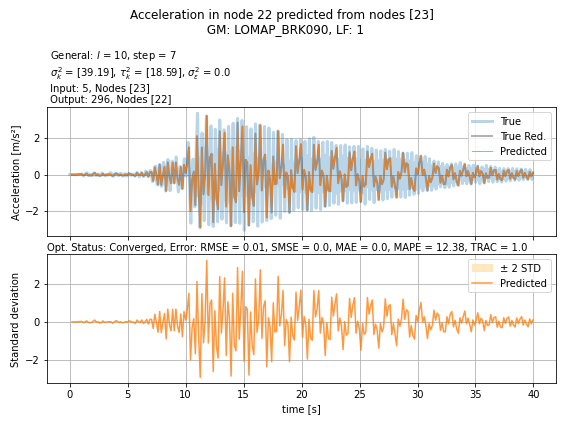 Acceleration in node 22 predicted from nodes [23]
GM: LOMAP_BRK090, LF: 1
General: l = 10, step = 7
σ²ₖ = [39.19], τ²ₖ = [18.59], σ²ᵋ = 0.0
Input: 5, Nodes [23]
Output: 296, Nodes [22]
True
True Red.
Predicted
Acceleration [m/s²]
2
0
−2
Opt. Status: Converged, Error: RMSE = 0.01, SMSE = 0.0, MAE = 0.0, MAPE = 12.38, TRAC = 1.0
± 2 STD
Predicted
Standard deviation
2
0
−2
0 5 10 15 20 25 30 35 40
time [s]